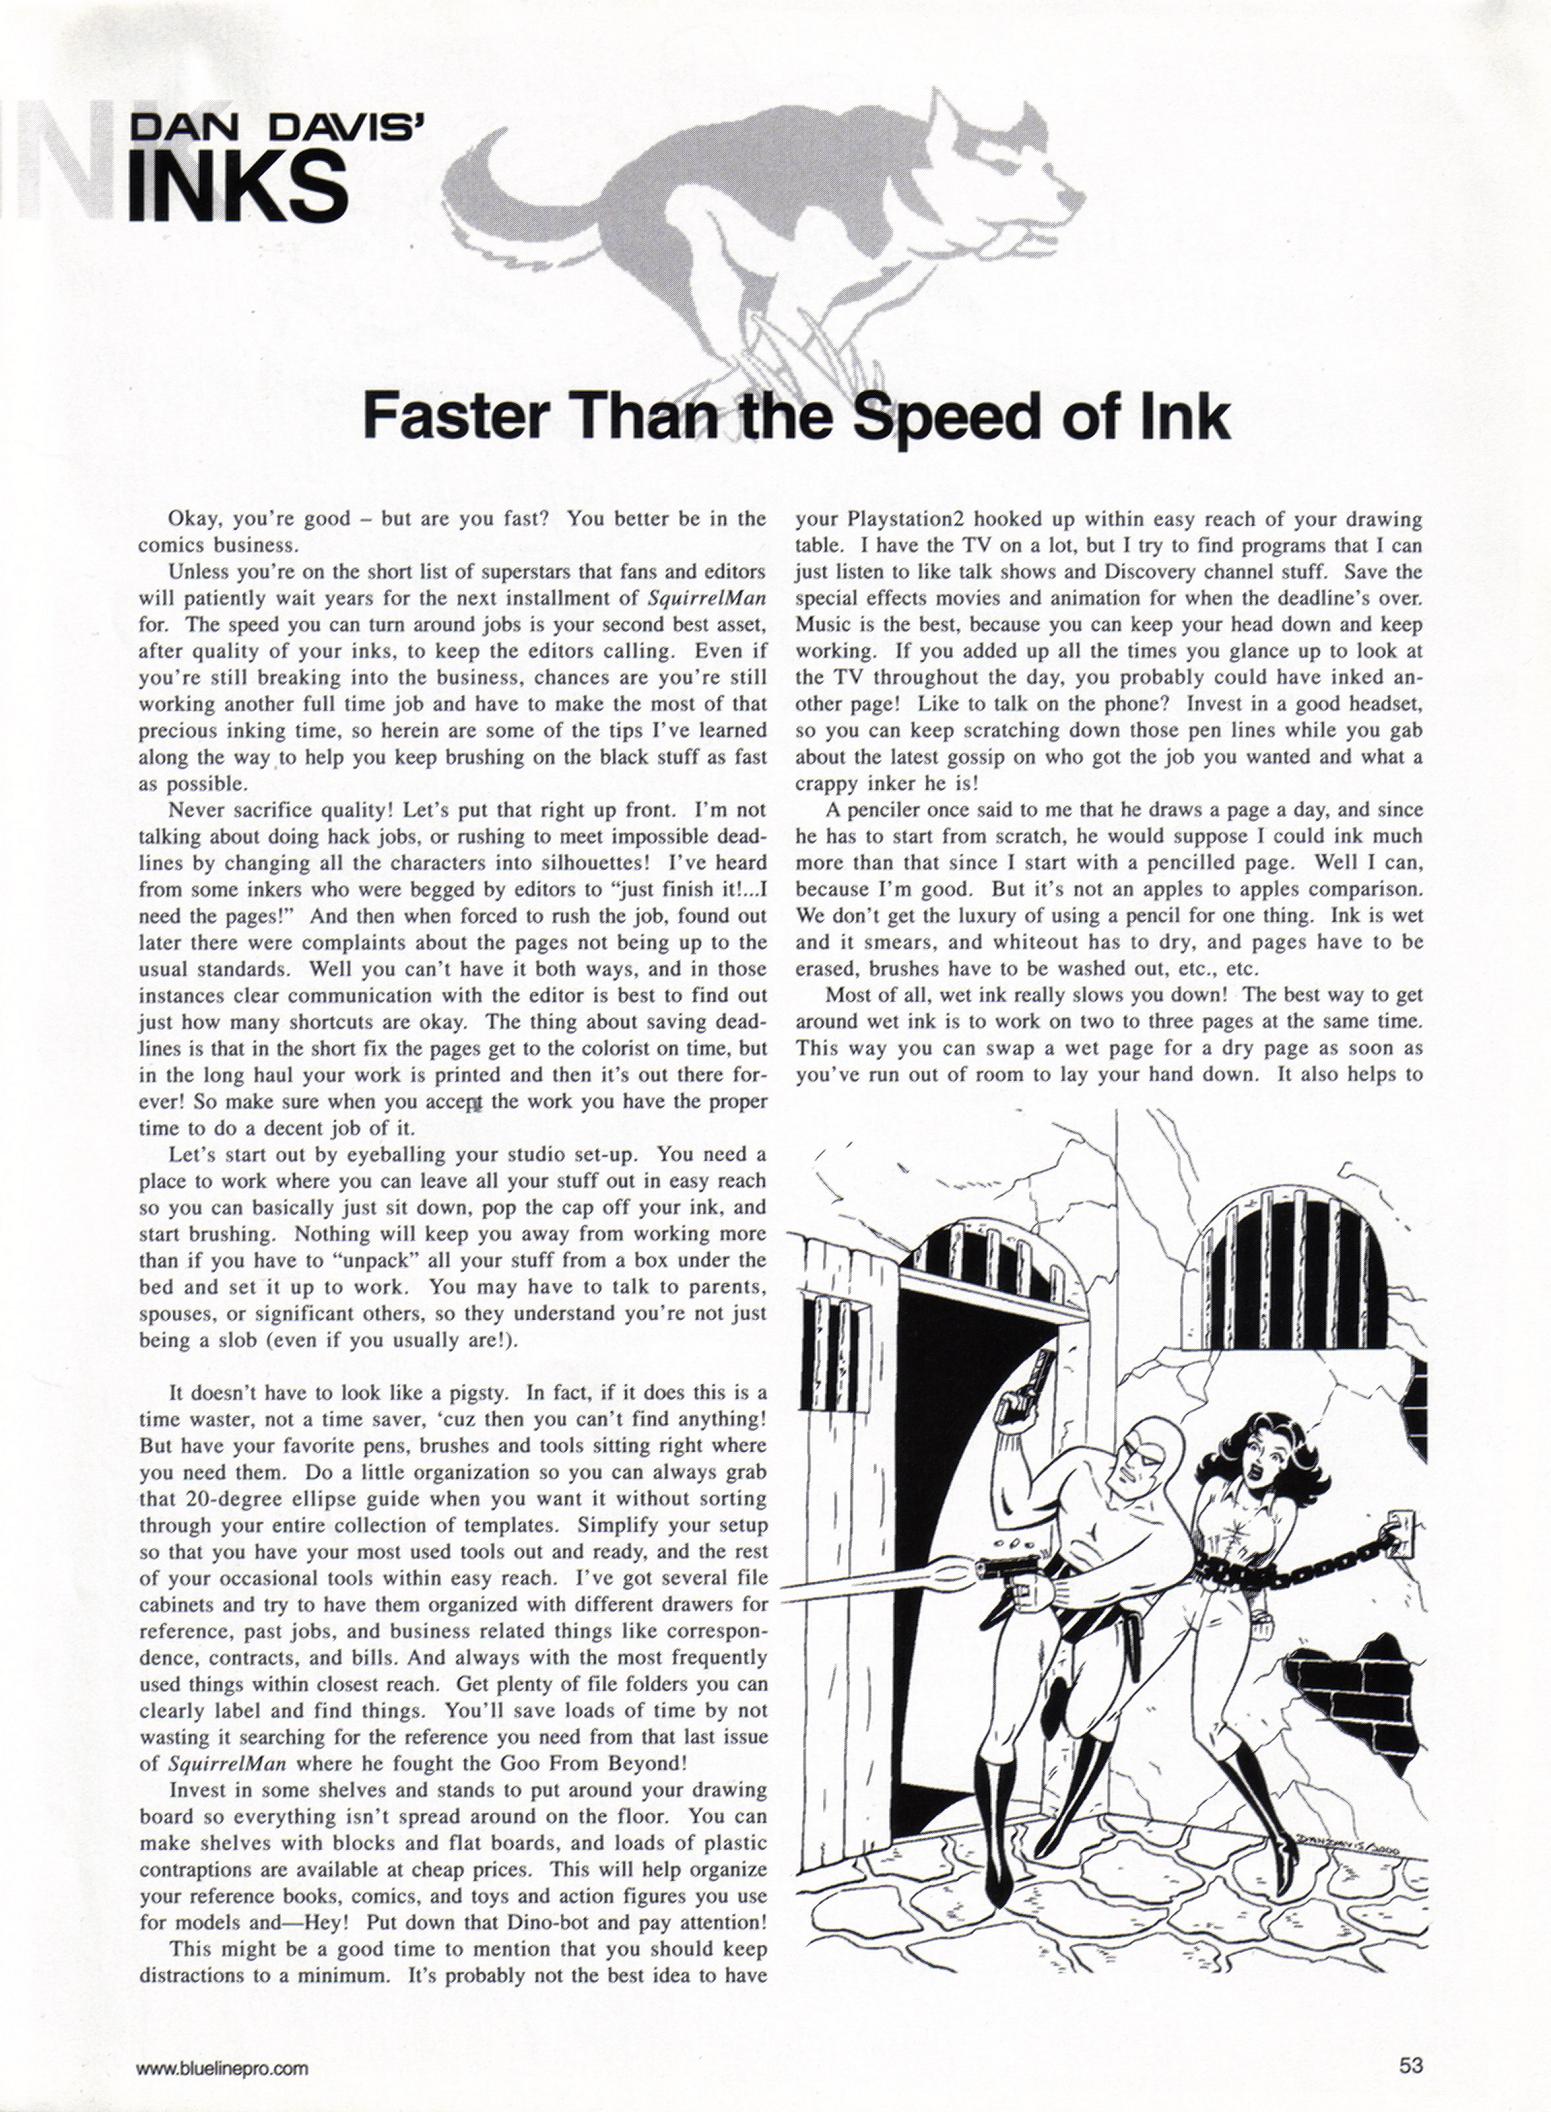 DAN DAVIS'
INKS
Faster Than the Speed of Ink
Okay, you're good – but are you fast? You better be in the
comics business.
Unless you're on the short list of superstars that fans and editors
will patiently wait years for the next installment of SquirrelMan
for. The speed you can turn around jobs is your second best asset,
after quality of your inks, to keep the editors calling. Even if
you're still breaking into the business, chances are you're still
working another full time job and have to make the most of that
precious inking time, so herein are some of the tips I've learned
along the way to help you keep brushing on the black stuff as fast
as possible.
Never sacrifice quality! Let's put that right up front. I'm not
talking about doing hack jobs, or rushing to meet impossible dead-
lines by changing all the characters into silhouettes! I've heard
from some inkers who were begged by editors to “just finish it!...I
need the pages!” And then when forced to rush the job, found out
later there were complaints about the pages not being up to the
usual standards. Well you can't have it both ways, and in those
instances clear communication with the editor is best to find out
just how many shortcuts are okay. The thing about saving dead-
lines is that in the short fix the pages get to the colorist on time, but
in the long haul your work is printed and then it's out there for-
ever! So make sure when you accept the work you have the proper
time to do a decent job of it.
Let's start out by eyeballing your studio set-up. You need a
place to work where you can leave all your stuff out in easy reach
so you can basically just sit down, pop the cap off your ink, and
start brushing. Nothing will keep you away from working more
than if you have to “unpack” all your stuff from a box under the
bed and set it up to work. You may have to talk to parents,
spouses, or significant others, so they understand you're not just
being a slob (even if you usually are!).
It doesn't have to look like a pigsty. In fact, if it does this is a
time waster, not a time saver, ‘cuz then you can't find anything!
But have your favorite pens, brushes and tools sitting right where
you need them. Do a little organization so you can always grab
that 20-degree ellipse guide when you want it without sorting
through your entire collection of templates. Simplify your setup
so that you have your most used tools out and ready, and the rest
of your occasional tools within easy reach. I've got several file
cabinets and try to have them organized with different drawers for
reference, past jobs, and business related things like correspon-
dence, contracts, and bills. And always with the most frequently
used things within closest reach. Get plenty of file folders you can
clearly label and find things. You'll save loads of time by not
wasting it searching for the reference you need from that last issue
of SquirrelMan where he fought the Goo From Beyond!
Invest in some shelves and stands to put around your drawing
board so everything isn't spread around on the floor. You can
make shelves with blocks and flat boards, and loads of plastic
contraptions are available at cheap prices. This will help organize
your reference books, comics, and toys and action figures you use
for models and—Hey! Put down that Dino-bot and pay attention!
This might be a good time to mention that you should keep
distractions to a minimum. It's probably not the best idea to have
your Playstation2 hooked up within easy reach of your drawing
table. I have the TV on a lot, but I try to find programs that I can
just listen to like talk shows and Discovery channel stuff. Save the
special effects movies and animation for when the deadline's over.
Music is the best, because you can keep your head down and keep
working. If you added up all the times you glance up to look at
the TV throughout the day, you probably could have inked an-
other page! Like to talk on the phone? Invest in a good headset,
so you can keep scratching down those pen lines while you gab
about the latest gossip on who got the job you wanted and what a
crappy inker he is!
A penciler once said to me that he draws a page a day, and since
he has to start from scratch, he would suppose I could ink much
more than that since I start with a pencilled page. Well I can,
because I'm good. But it's not an apples to apples comparison.
We don't get the luxury of using a pencil for one thing. Ink is wet
and it smears, and whiteout has to dry, and pages have to be
erased, brushes have to be washed out, etc., etc.
Most of all, wet ink really slows you down! The best way to get
around wet ink is to work on two to three pages at the same time.
This way you can swap a wet page for a dry page as soon as
you've run out of room to lay your hand down. It also helps to
DAN DAVIS/2000
www.bluelinepro.com
53